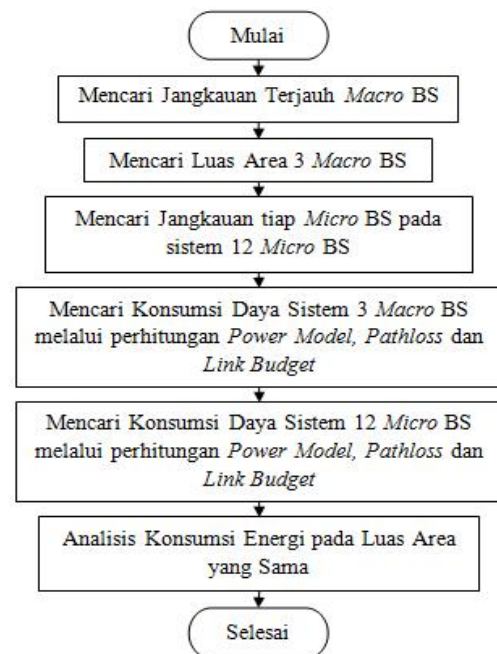 Mulai
Mencari Jangkauan Terjauh Macro BS
Mencari Luas Area 3 Macro BS
Mencari Jangkauan tiap Micro BS pada
sistem 12 Micro BS
Mencari Konsumsi Daya Sistem 3 Macro BS
melalui perhitungan Power Model, Pathloss dan
Link Budget
Mencari Konsumsi Daya Sistem 12 Micro BS
melalui perhitungan Power Model, Pathloss dan
Link Budget
Analisis Konsumsi Energi pada Luas Area
yang Sama
Selesai